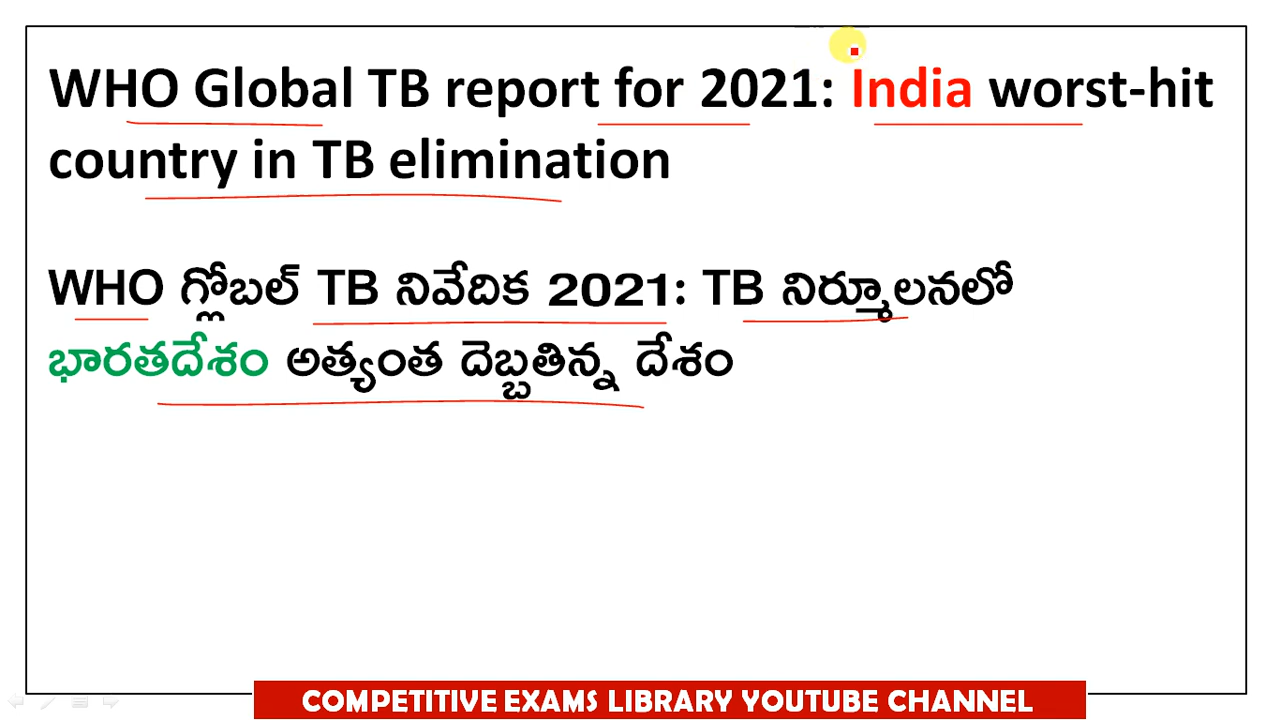 WHO Global TB report for 2021: India worst-hit
country in TB elimination
WHO గ్లోబల్ TB నివేదిక 2021: TB నిర్మూలనలో
భారతదేశం అత్యంత దెబ్బతిన్న దేశం
COMPETITIVE EXAMS LIBRARY YOUTUBE CHANNEL